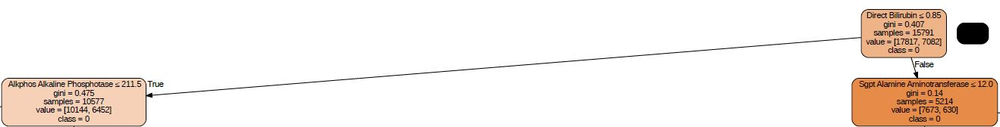 Direct Bilirubin ≤ 0.85
gini = 0.407
samples = 15791
value = [17817, 7082]
class = 0
True
False
Alkphos Alkaline Phosphotase ≤ 211.5
gini = 0.475
samples = 10577
value = [10144, 6452]
class = 0
Sgpt Alamine Aminotransferase ≤ 12.0
gini = 0.14
samples = 5214
value = [7673, 630]
class = 0